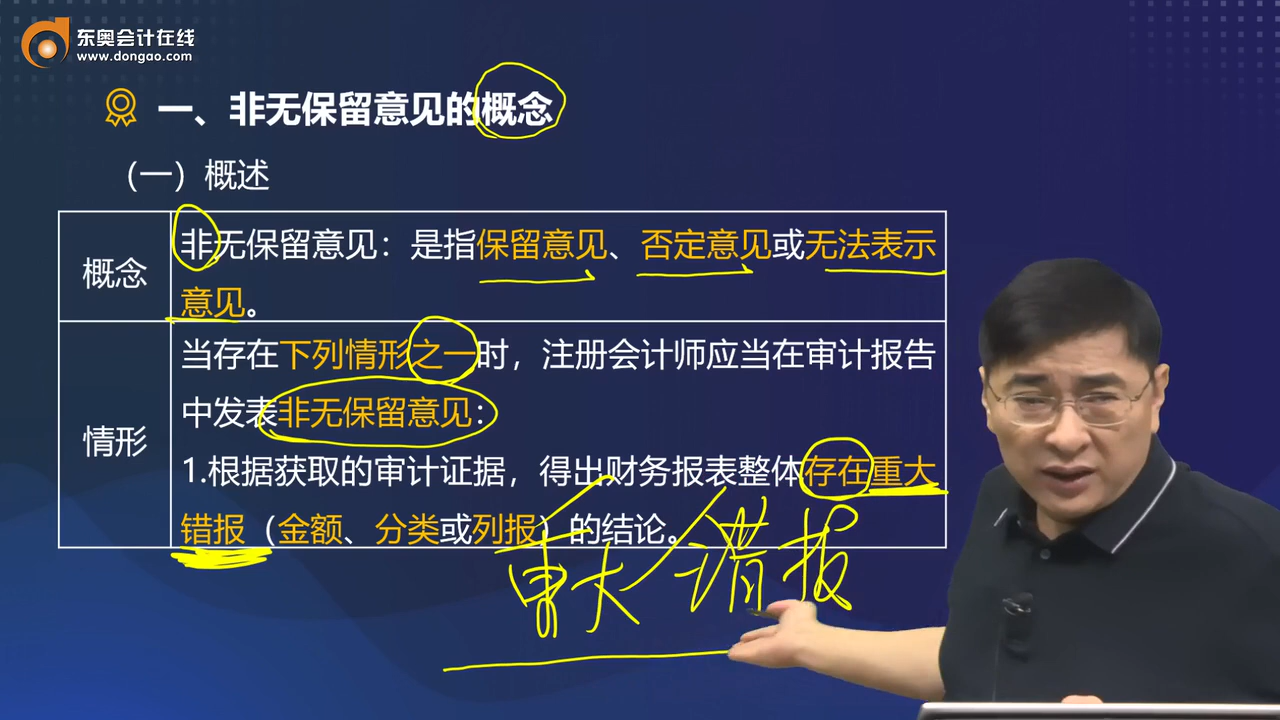 东奥会计在线
www.dongao.com
一、非无保留意见的概念
（一）概述
概念
非无保留意见：是指保留意见、否定意见或无法表示
意见。
情形
当存在下列情形之一时，注册会计师应当在审计报告
中发表非无保留意见：
1.根据获取的审计证据，得出财务报表整体存在重大
错报（金额、分类或列报）的结论。
重大错报